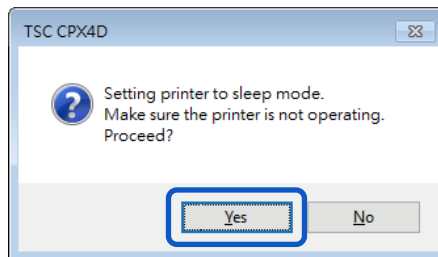 TSC CPX4D
Setting printer to sleep mode.
Make sure the printer is not operating.
Proceed?
Yes
No